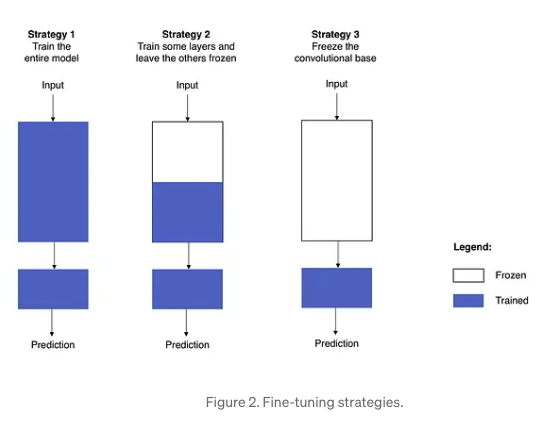 Strategy 1
Train the
entire model
Input
Prediction
Strategy 2
Train some layers and
leave the others frozen
Input
Prediction
Strategy 3
Freeze the
convolutional base
Input
Prediction
Legend:
Frozen
Trained
Figure 2. Fine-tuning strategies.